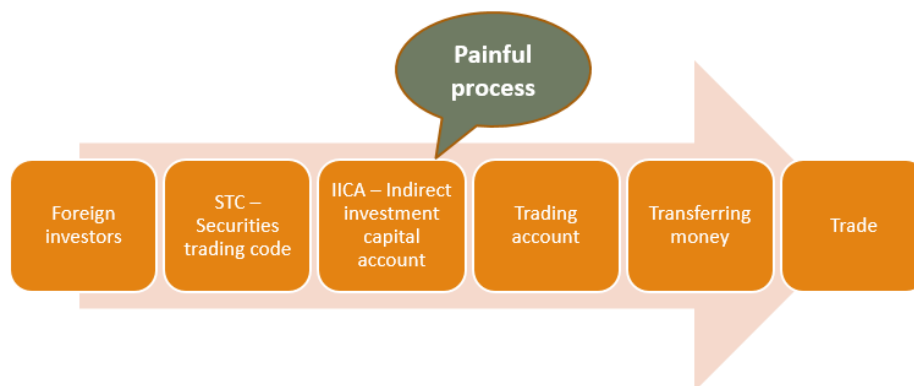 Painful
process
Foreign
investors
STC –
Securities
trading code
IICA – Indirect
investment
capital
account
Trading
account
Transferring
money
Trade